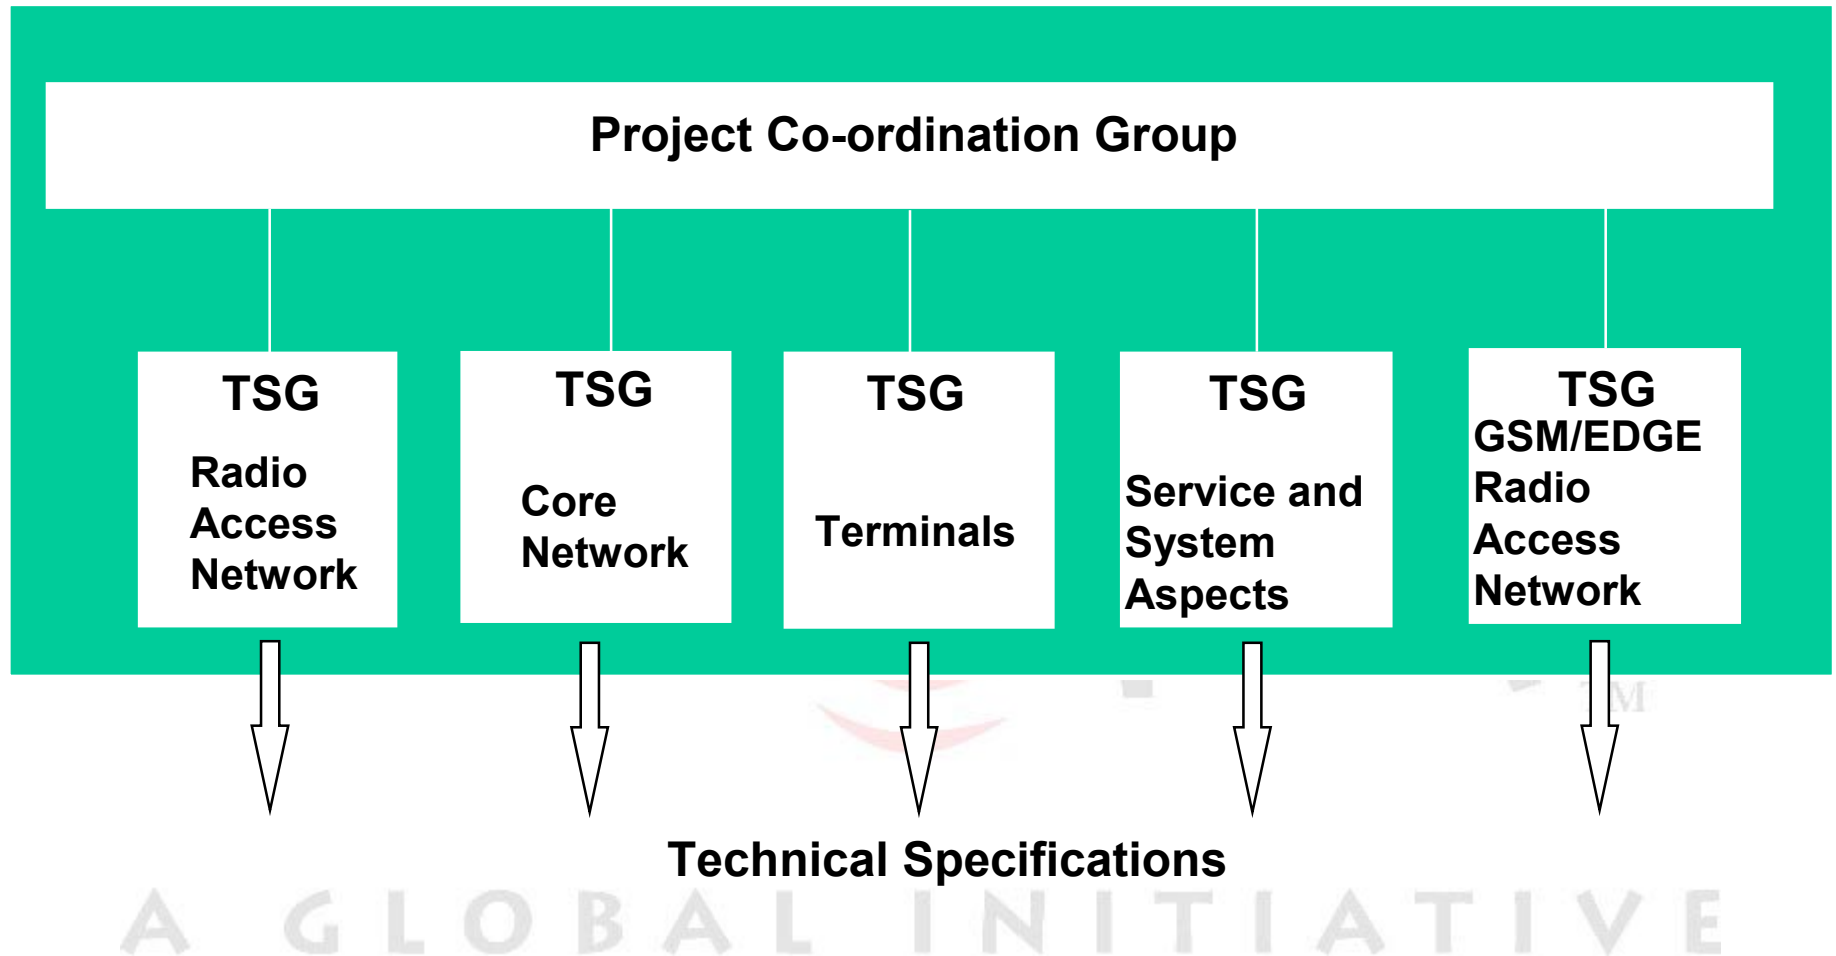 Project Co-ordination Group
TSG
Radio
Access
Network
TSG
Core
Network
TSG
Terminals
TSG
Service and
System
Aspects
TSG
GSM/EDGE
Radio
Access
Network
TM
Technical Specifications
A GLOBAL INITIATIVE